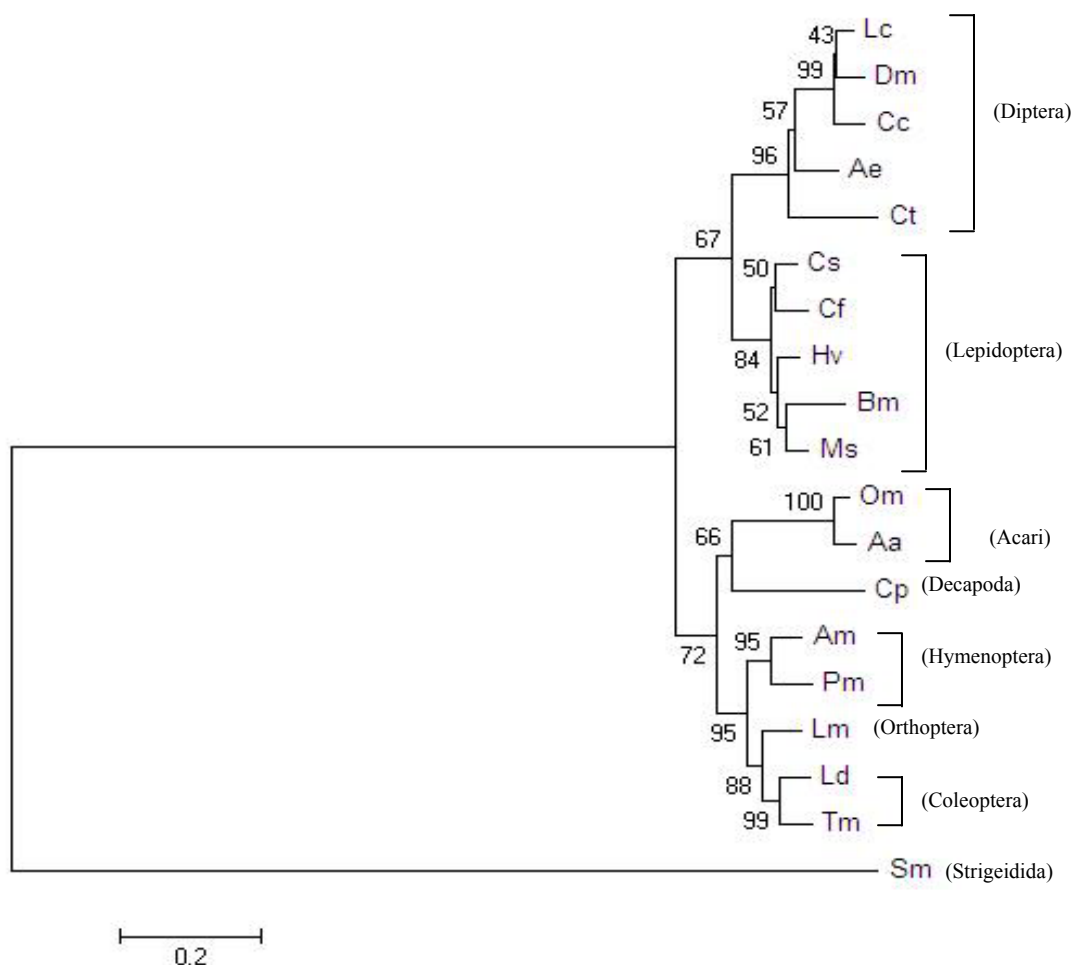 43
Lc
99
Dm
(Diptera)
57
Cc
96
Ae
Ct
67
50
Cs
Cf
84
Hv
(Lepidoptera)
52
Bm
61
Ms
100
Om
66
Aa
(Acari)
Cp (Decapoda)
72
95
Am
(Hymenoptera)
Pm
95
Lm (Orthoptera)
88
Ld
(Coleoptera)
99
Tm
Sm (Strigeidida)
0.2